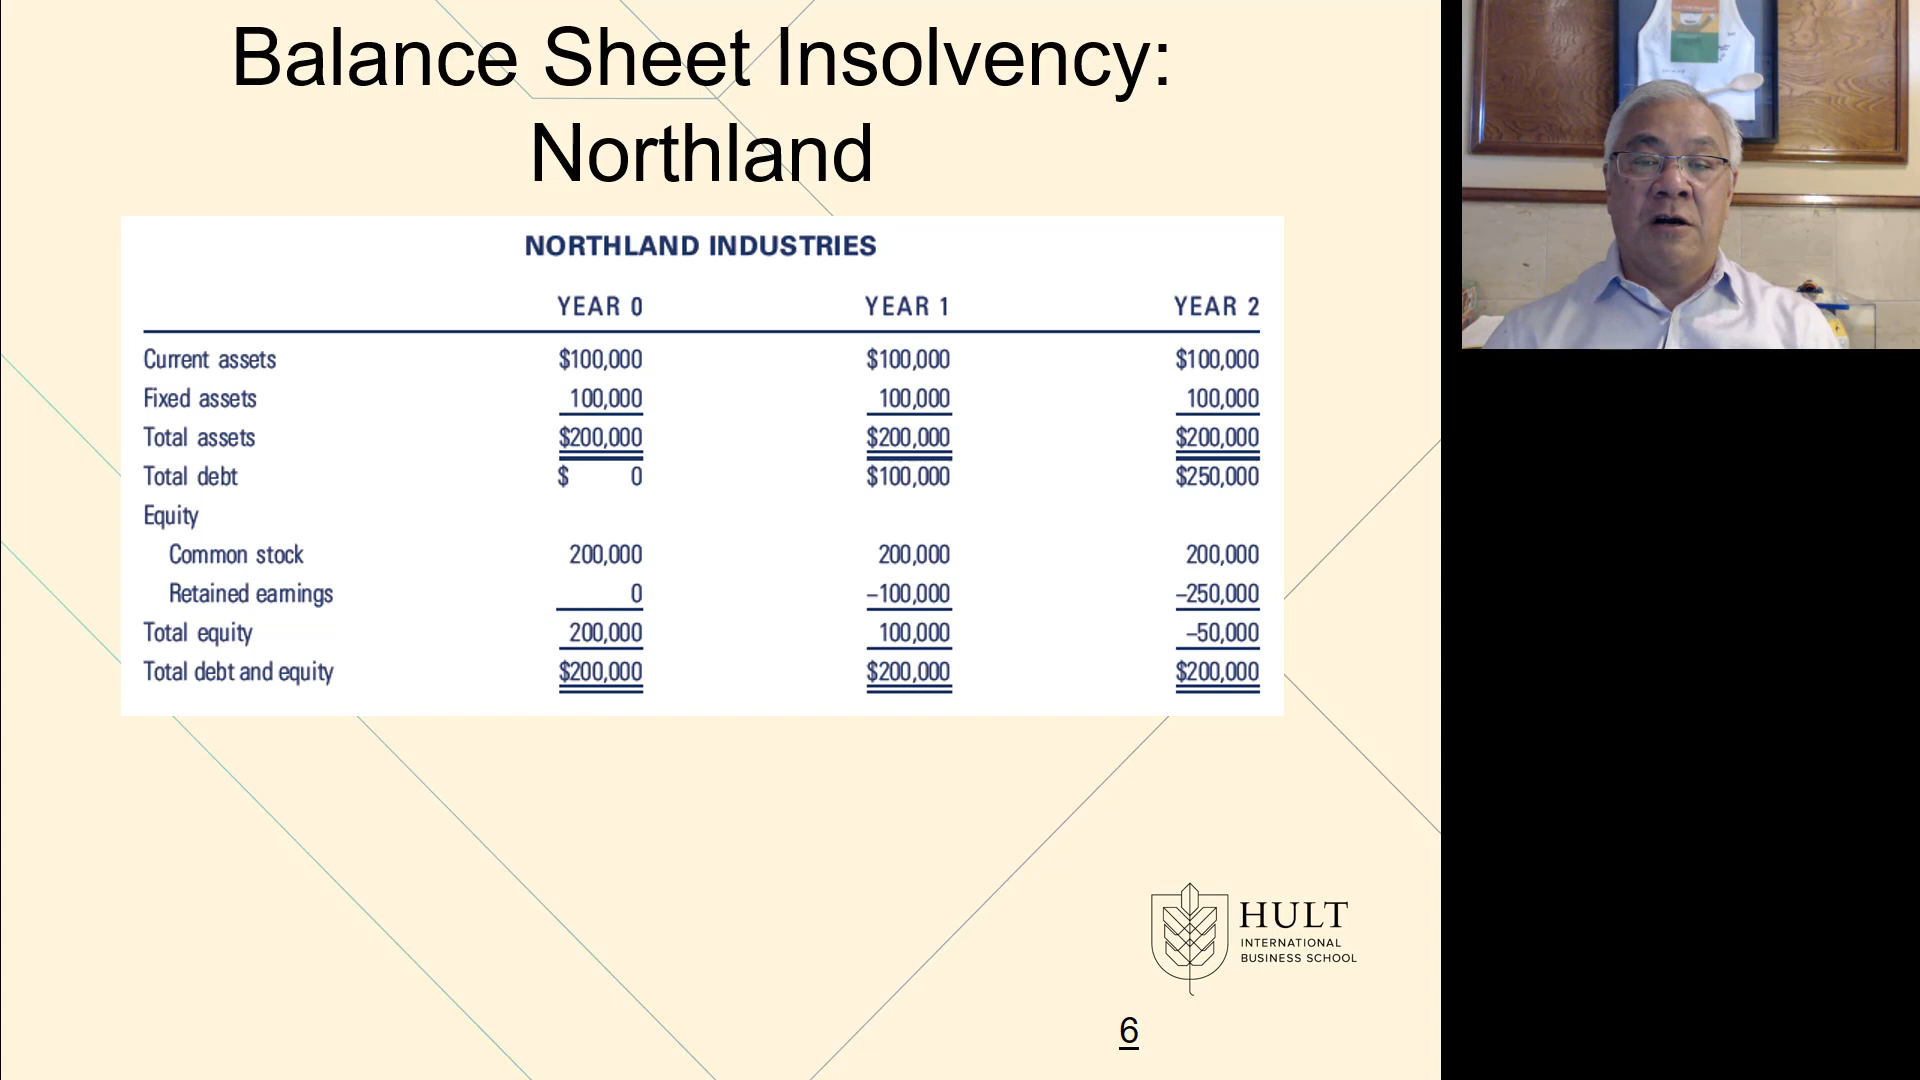 Balance Sheet Insolvency:
Northland
NORTHLAND INDUSTRIES
YEAR 0 YEAR 1 YEAR 2
Current assets $100,000 $100,000 $100,000
Fixed assets 100,000 100,000 100,000
Total assets $200,000 $200,000 $200,000
Total debt $ 0 $100,000 $250,000
Equity
Common stock 200,000 200,000 200,000
Retained earnings 0 –100,000 –250,000
Total equity 200,000 100,000 –50,000
Total debt and equity $200,000 $200,000 $200,000
HULT
INTERNATIONAL
BUSINESS SCHOOL
6